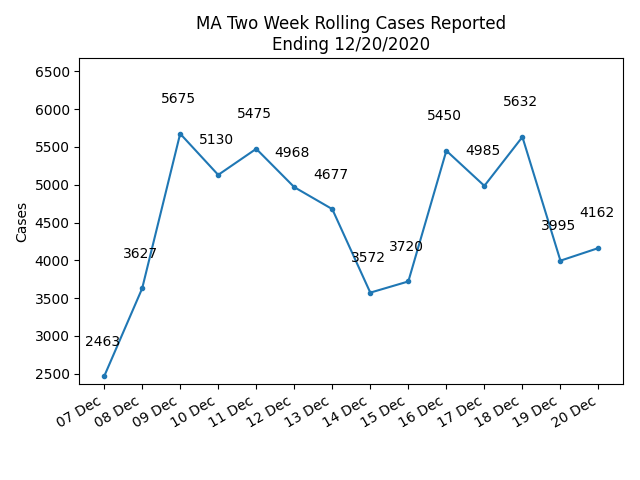 MA Two Week Rolling Cases Reported
Ending 12/20/2020
Cases
6500
6000
5500
5000
4500
4000
3500
3000
2500
2463
3627
5675
5130
5475
4968
4677
3572
3720
5450
4985
5632
3995
4162
07 Dec
08 Dec
09 Dec
10 Dec
11 Dec
12 Dec
13 Dec
14 Dec
15 Dec
16 Dec
17 Dec
18 Dec
19 Dec
20 Dec